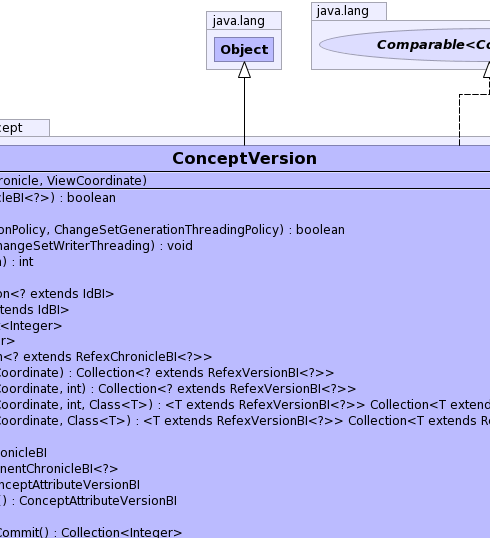 java.lang
java.lang
Object
Comparable<Co
cept
ConceptVersion
ronicle, ViewCoordinate)
cleBI<?>) : boolean
onPolicy, ChangeSetGenerationThreadingPolicy) : boolean
hangeSetWriterThreading) : void
) : int
on<? extends IdBI>
tends IdBI>
<Integer>
r>
n<? extends RefexChronicleBI<?>>
Coordinate) : Collection<? extends RefexVersionBI<?>>
Coordinate, int) : Collection<? extends RefexVersionBI<?>>
Coordinate, int, Class<T>) : <T extends RefexVersionBI<?>> Collection<T extend
Coordinate, Class<T>) : <T extends RefexVersionBI<?>> Collection<T extends R
onicleBI
nentChronicleBI<?>
nceptAttributeVersionBI
() : ConceptAttributeVersionBI
Commit() : Collection<Integer>